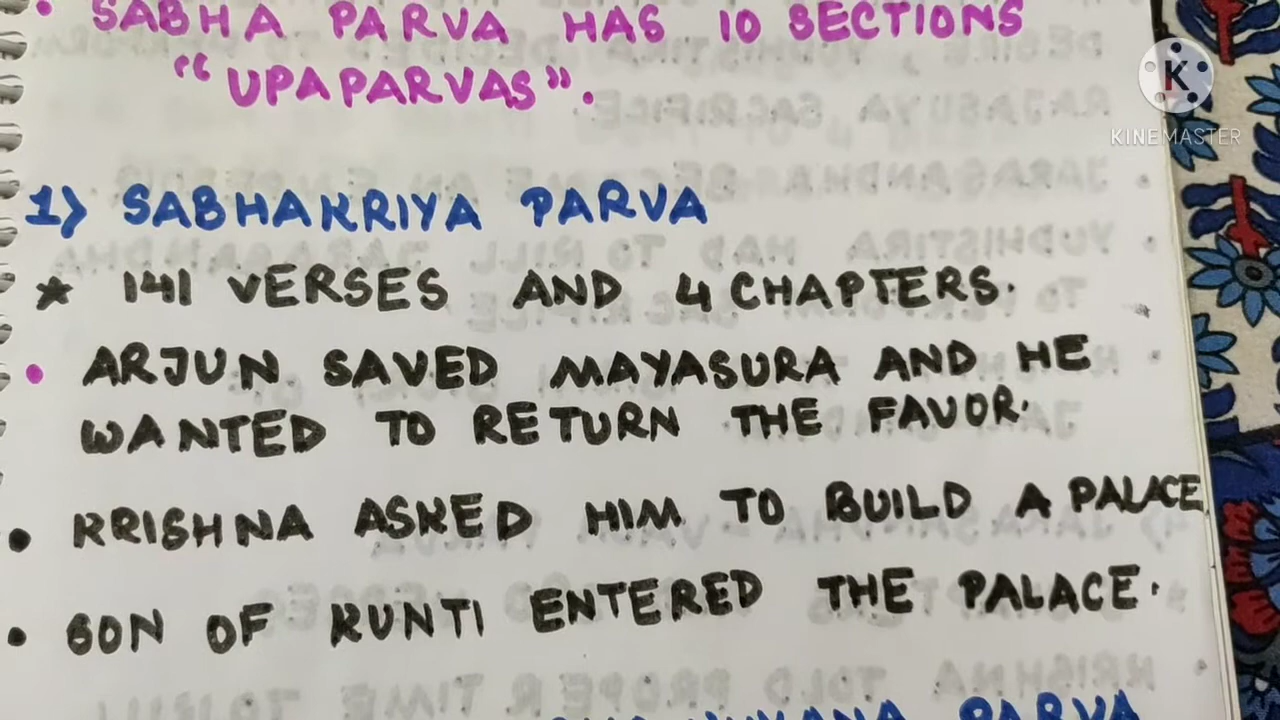 • SABHA PARVA HAS 10 SECTIONS
"UPAPARVAS".
1) SABHAKRIYA PARVA
* 141 VERSES AND 4 CHAPTERS.
• ARJUN SAVED MAYASURA AND HE
WANTED TO RETURN THE FAVOR.
• KRISHNA ASKED HIM TO BUILD A PALACE
• SON OF KUNTI ENTERED THE PALACE.
PARVA
K
KINEMASTER